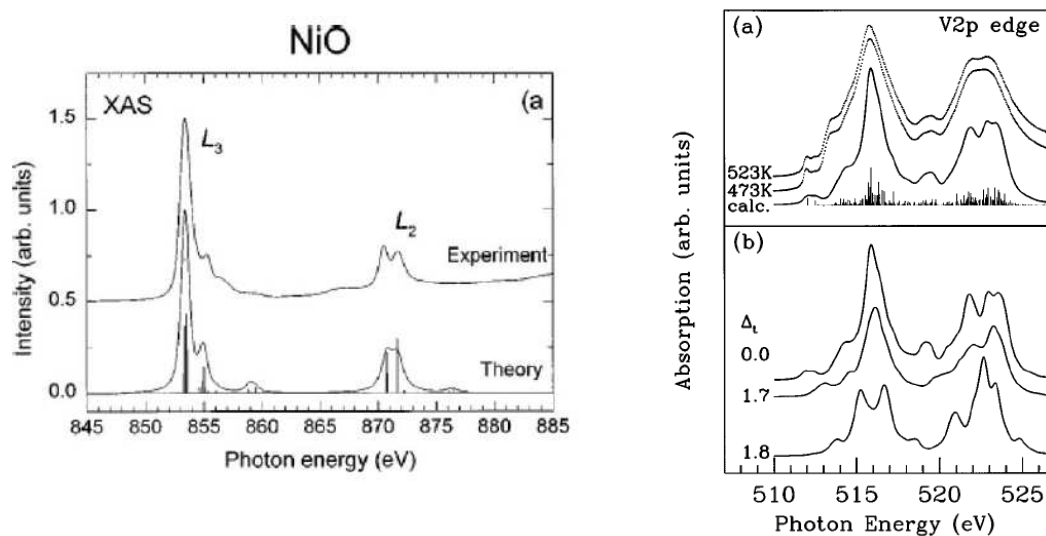 NiO
XAS
(a
L3
L2
Experiment
Theory
1.5
1.0
0.5
0.0
Intensity (arb. units)
845 850 855 860 865 870 875 880 885
Photon energy (eV)
(a) V2p edge
523K
473K
calc.
(b)
Δt
0.0
1.7
1.8
Absorption (arb. units)
510 515 520 525
Photon Energy (eV)